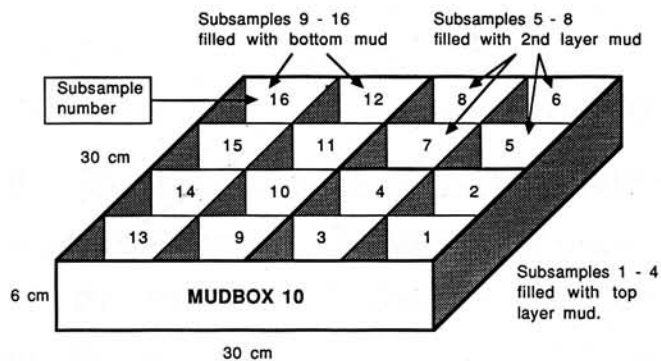 Subsamples 9 - 16
filled with bottom mud
Subsamples 5 - 8
filled with 2nd layer mud
Subsample
number
16 12 8 6
15 11 7 5
30 cm
14 10 4 2
13 9 3 1
6 cm
MUDBOX 10
Subsamples 1 - 4
filled with top
layer mud.
30 cm